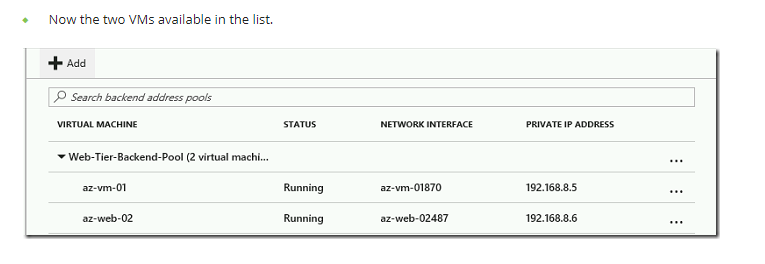 Now the two VMs available in the list.
Add
Search backend address pools
VIRTUAL MACHINE STATUS NETWORK INTERFACE PRIVATE IP ADDRESS
Web-Tier-Backend-Pool (2 virtual machi...
az-vm-01 Running az-vm-01870 192.168.8.5
az-web-02 Running az-web-02487 192.168.8.6